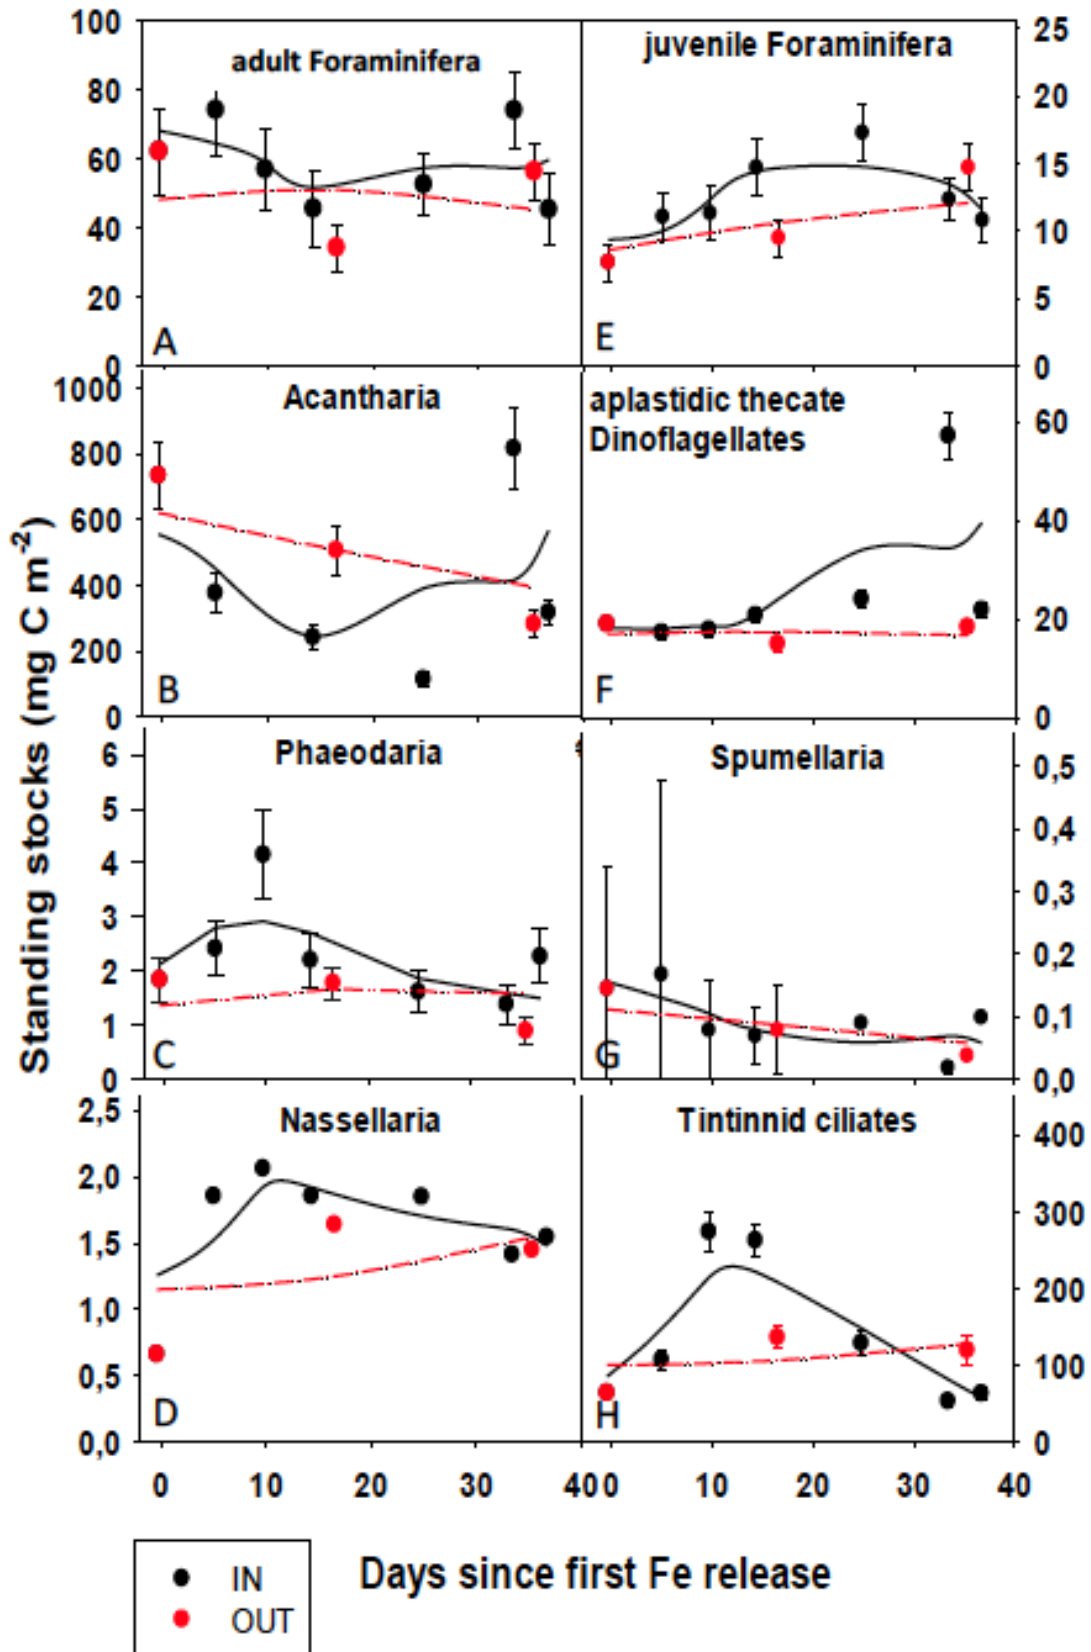 Standing stocks (mg C m⁻²)
100
80
60
40
20
0
adult Foraminifera
A
juvenile Foraminifera
E
25
20
15
10
5
0
1000
800
600
400
200
0
Acantharia
B
aplastidic thecate
Dinoflagellates
F
60
40
20
0
6
5
4
3
2
1
0
Phaeodaria
C
Spumellaria
G
0,5
0,4
0,3
0,2
0,1
0,0
2,5
2,0
1,5
1,0
0,5
0,0
Nassellaria
D
Tintinnid ciliates
H
400
300
200
100
0
0 10 20 30 40 0 10 20 30 40
Days since first Fe release
IN
OUT